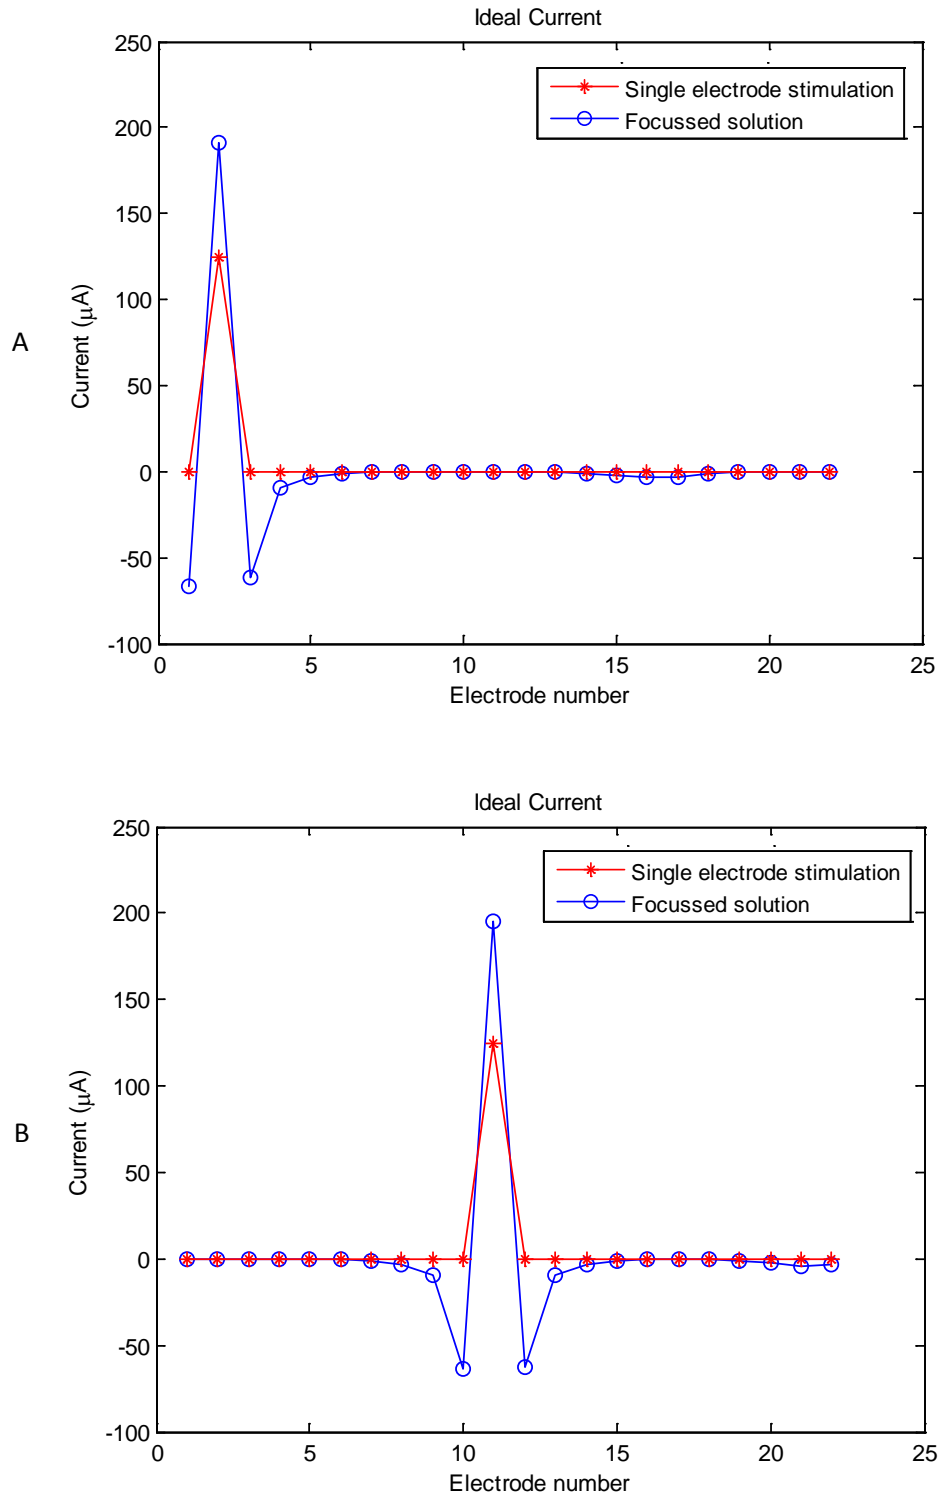 Ideal Current
250
200
150
100
50
0
-50
-100
0
5
10
15
20
25
Current (μA)
Electrode number
Single electrode stimulation
Focussed solution
A
Ideal Current
250
200
150
100
50
0
-50
-100
0
5
10
15
20
25
Current (μA)
Electrode number
Single electrode stimulation
Focussed solution
B